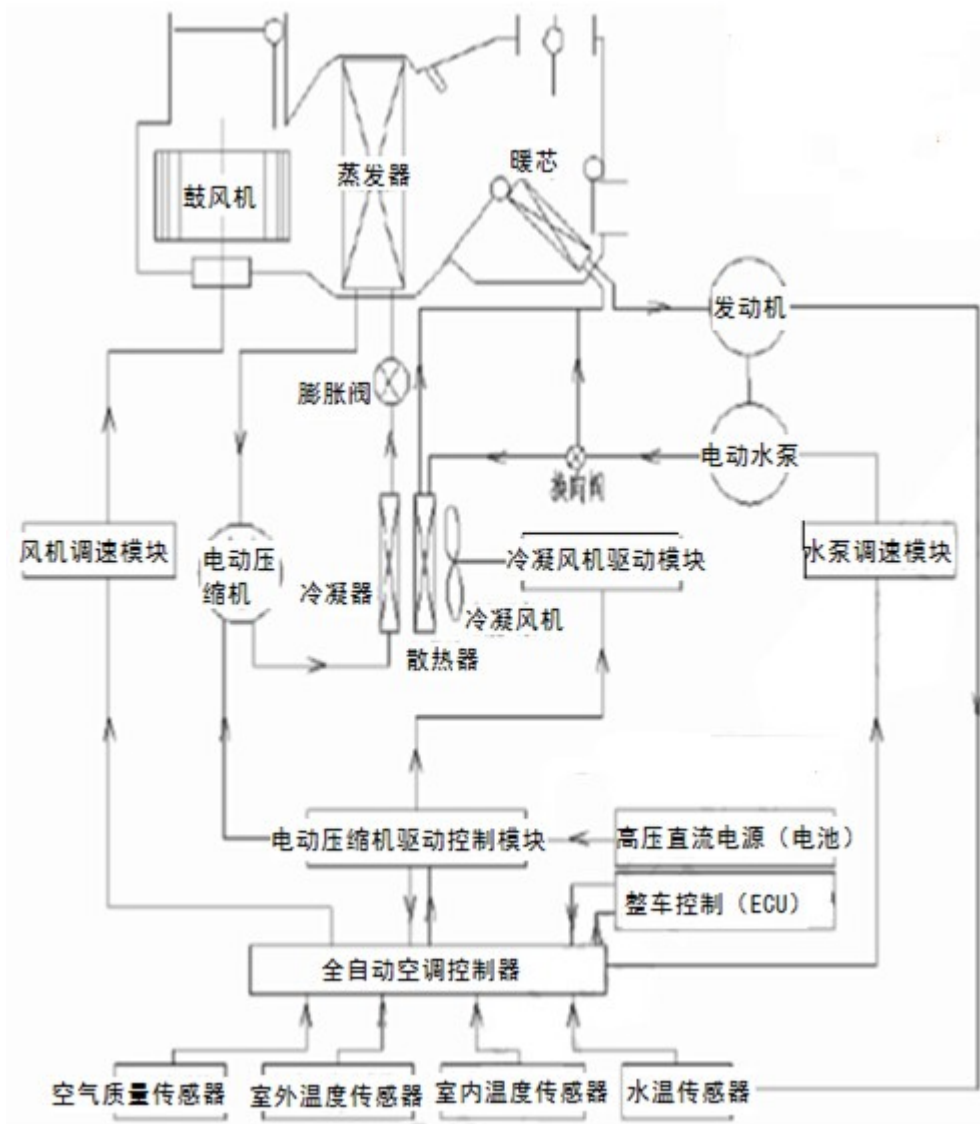 鼓风机
蒸发器
暖芯
发动机
膨胀阀
电动水泵
换向阀
风机调速模块
电动压
缩机
冷凝器
冷凝风机驱动模块
水泵调速模块
冷凝风机
散热器
电动压缩机驱动控制模块
高压直流电源（电池）
整车控制（ECU）
全自动空调控制器
空气质量传感器
室外温度传感器
室内温度传感器
水温传感器